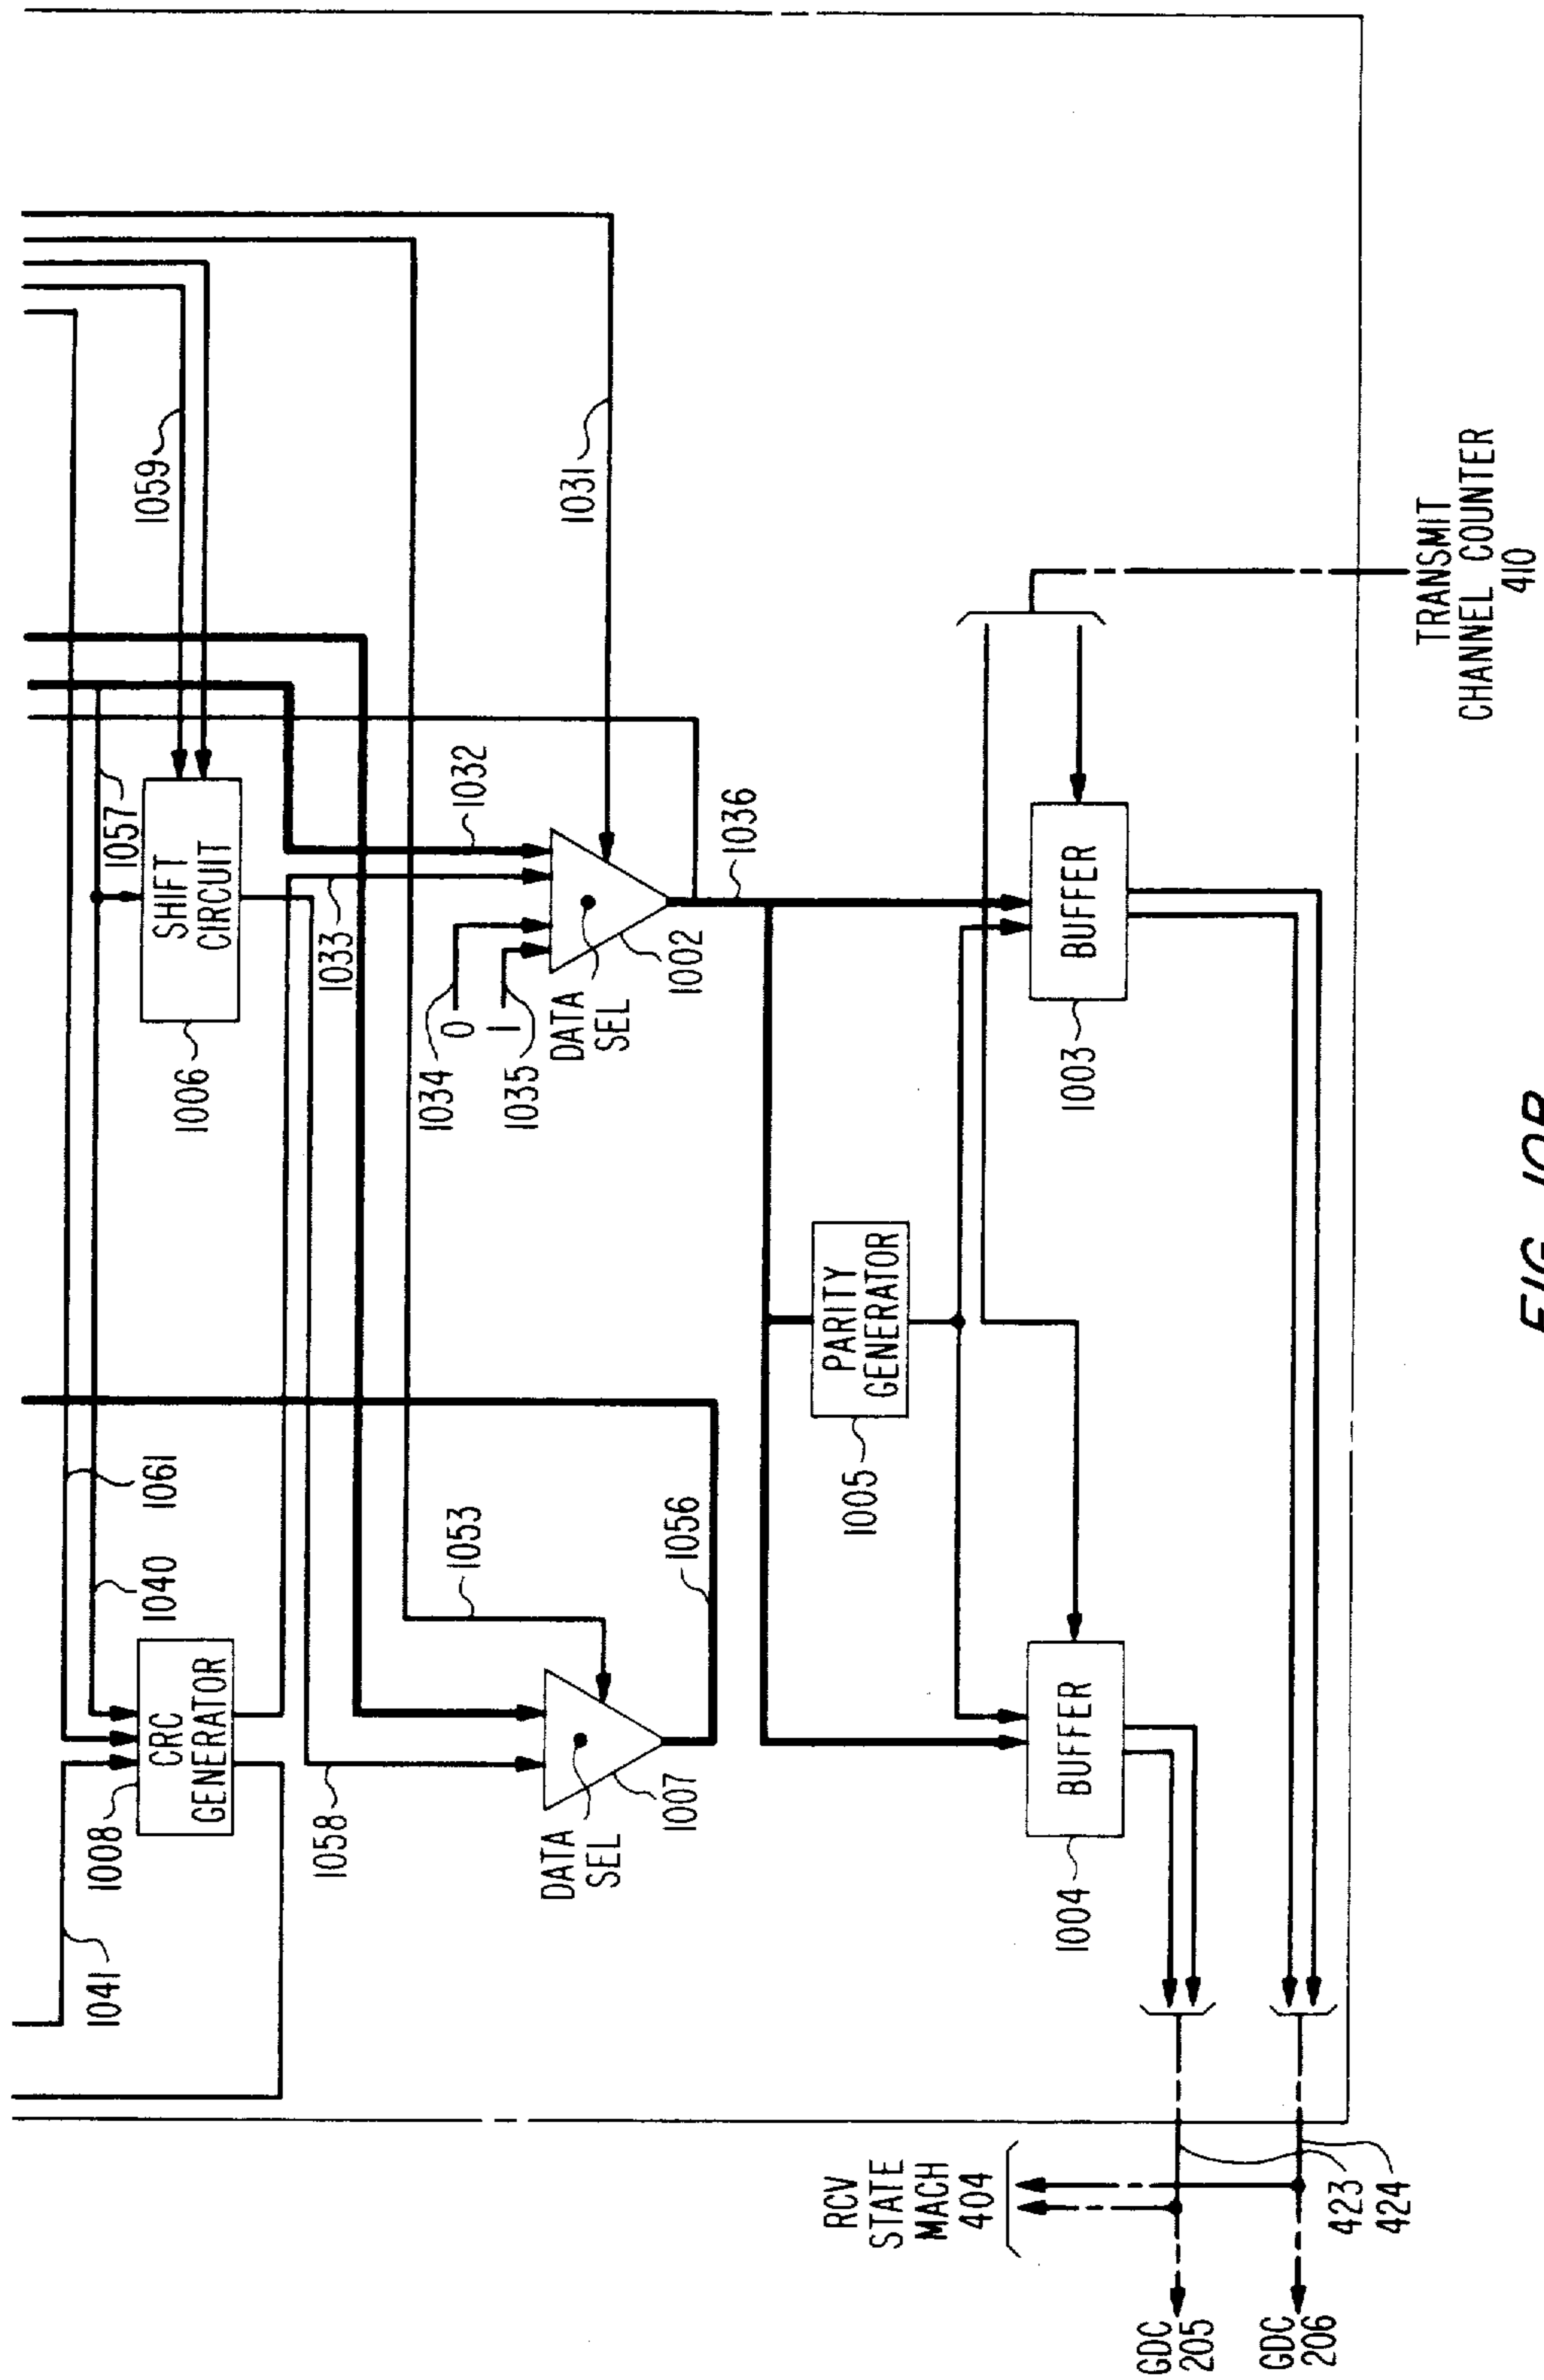 1041
1008
CRC
GENERATOR
1040
1061
1006
SHIFT
CIRCUIT
1057
1059
1058
1033
1053
1032
1034
0
1035
1
1031
DATA
SEL
1007
DATA
SEL
1002
1056
1036
1005
PARITY
GENERATOR
RCV
STATE
MACH
404
1004
BUFFER
1003
BUFFER
GDC
205
GDC
206
423
424
TRANSMIT
CHANNEL COUNTER
410
FIG. 10B